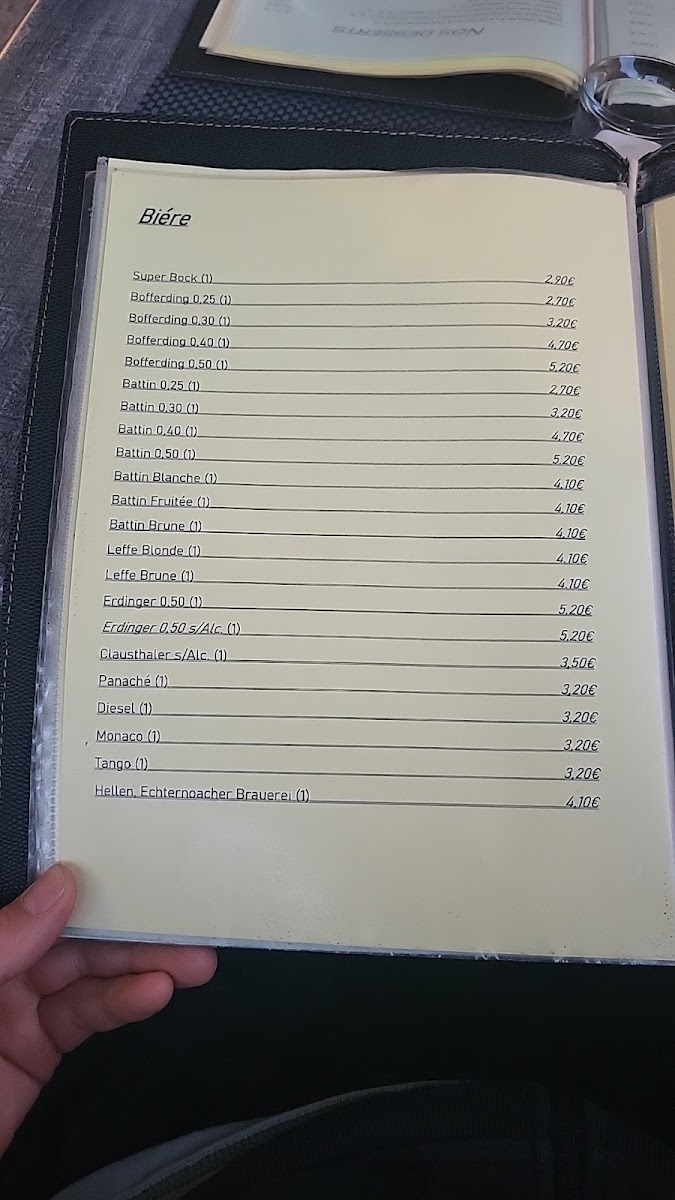 NOS DESSERTS
Biére
Super Bock (1) 2,90€
Bofferding 0,25 (1) 2,70€
Bofferding 0,30 (1) 3,20€
Bofferding 0,40 (1) 4,70€
Bofferding 0,50 (1) 5,20€
Battin 0,25 (1) 2,70€
Battin 0,30 (1) 3,20€
Battin 0,40 (1) 4,70€
Battin 0,50 (1) 5,20€
Battin Blanche (1) 4,10€
Battin Fruitée (1) 4,10€
Battin Brune (1) 4,10€
Leffe Blonde (1) 4,10€
Leffe Brune (1) 4,10€
Erdinger 0,50 (1) 5,20€
Erdinger 0,50 s/Alc. (1) 5,20€
Clausthaler s/Alc. (1) 3,50€
Panaché (1) 3,20€
Diesel (1) 3,20€
Monaco (1) 3,20€
Tango (1) 3,20€
Hellen, Echternoacher Brauerei (1) 4,10€